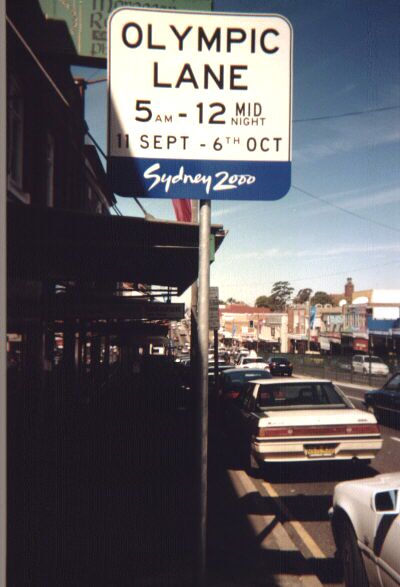 OLYMPIC
LANE
5AM - 12 MID NIGHT
11 SEPT - 6TH OCT
Sydney 2000